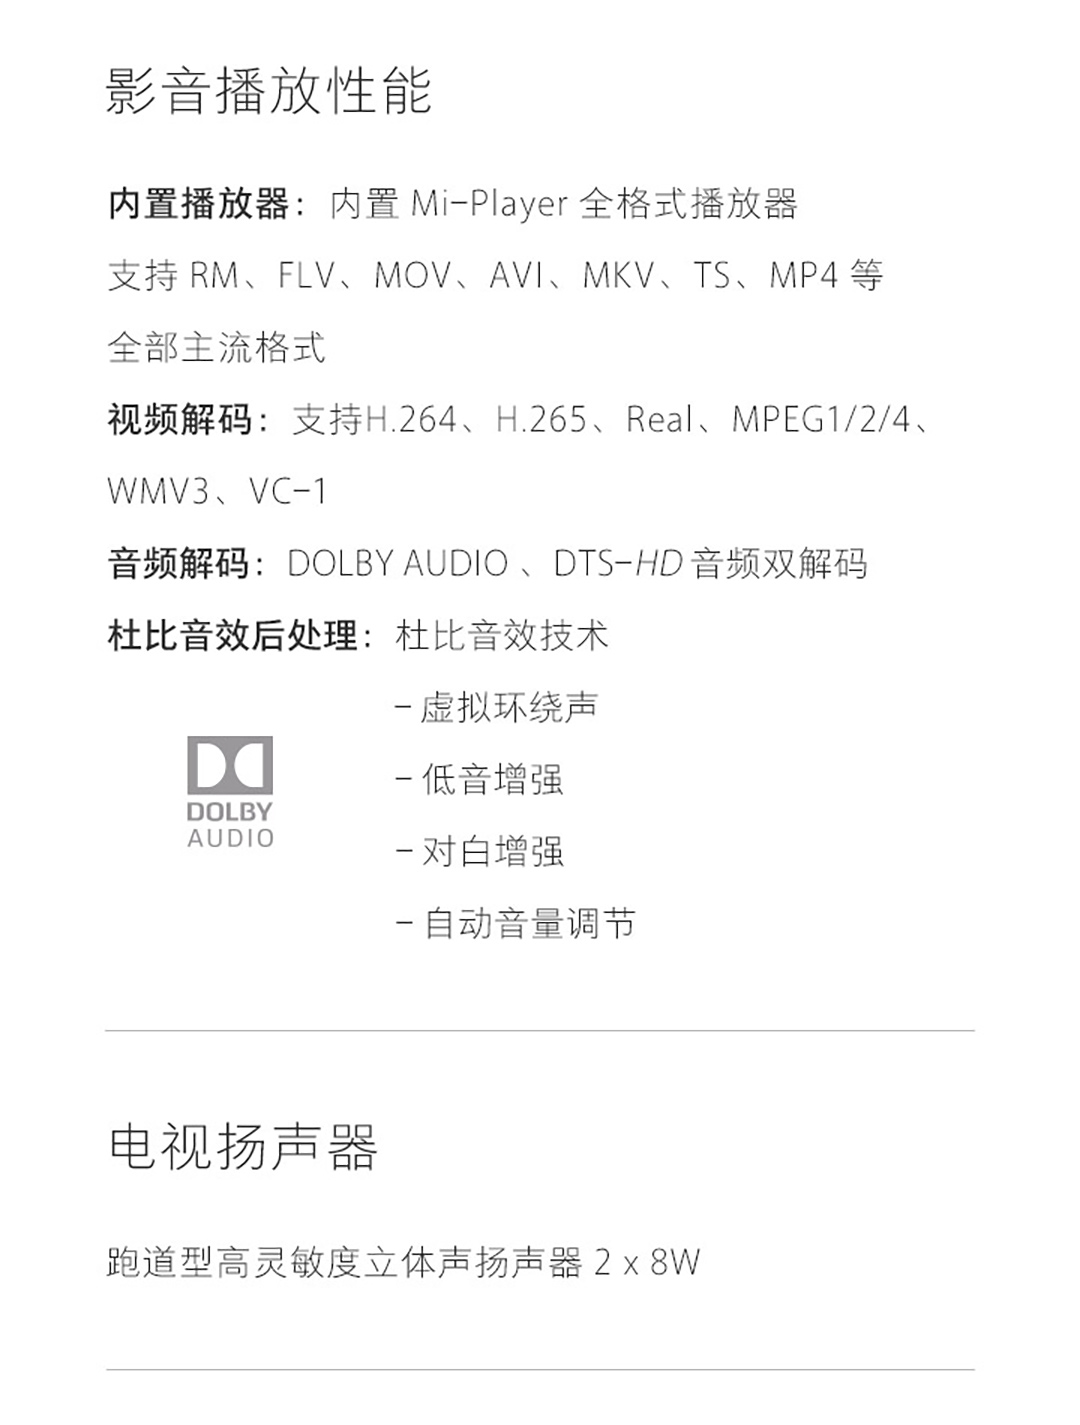 影音播放性能
内置播放器：内置 Mi-Player 全格式播放器
支持 RM、FLV、MOV、AVI、MKV、TS、MP4 等
全部主流格式
视频解码：支持H.264、H.265、Real、MPEG1/2/4、
WMV3、VC-1
音频解码：DOLBY AUDIO 、DTS-HD 音频双解码
杜比音效后处理：杜比音效技术
- 虚拟环绕声
- 低音增强
- 对白增强
- 自动音量调节
DOLBY
AUDIO
电视扬声器
跑道型高灵敏度立体声扬声器 2 x 8W